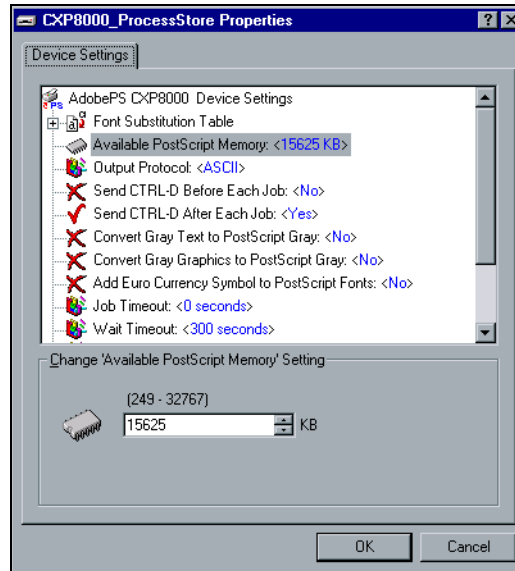 CXP8000_ProcessStore Properties
Device Settings
AdobePS CXP8000 Device Settings
Font Substitution Table
Available PostScript Memory: <15625 KB>
Output Protocol: <ASCII>
Send CTRL-D Before Each Job: <No>
Send CTRL-D After Each Job: <Yes>
Convert Gray Text to PostScript Gray: <No>
Convert Gray Graphics to PostScript Gray: <No>
Add Euro Currency Symbol to PostScript Fonts: <No>
Job Timeout: <0 seconds>
Wait Timeout: <300 seconds>
Change 'Available PostScript Memory' Setting
(249 - 32767)
15625 KB
OK Cancel